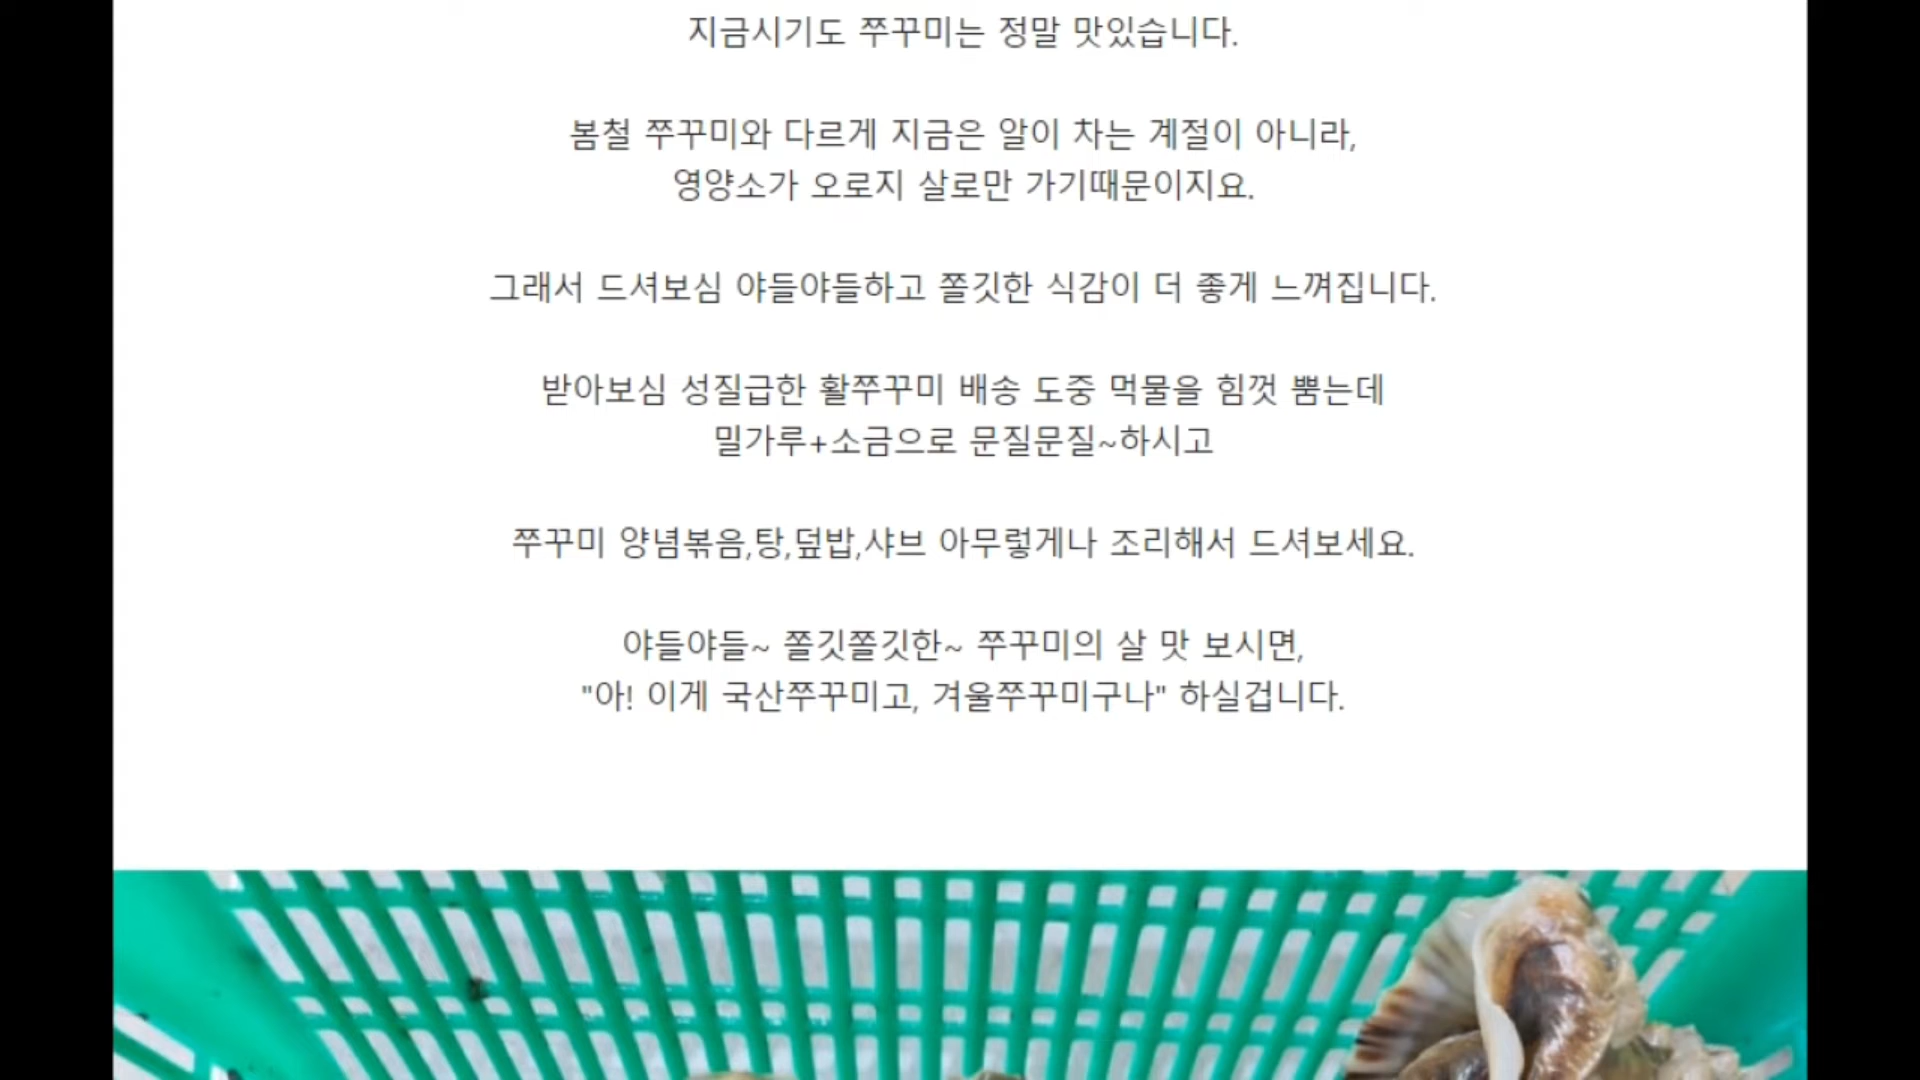 지금시기도 쭈꾸미는 정말 맛있습니다.
봄철 쭈꾸미와 다르게 지금은 알이 차는 계절이 아니라,
영양소가 오로지 살로만 가기때문이지요.
그래서 드셔보심 야들야들하고 쫄깃한 식감이 더 좋게 느껴집니다.
받아보심 성질급한 활쭈꾸미 배송 도중 먹물을 힘껏 뿜는데
밀가루+소금으로 문질문질~하시고
쭈꾸미 양념볶음,탕,덮밥,샤브 아무렇게나 조리해서 드셔보세요.
야들야들~ 쫄깃쫄깃한~ 쭈꾸미의 살 맛 보시면,
"아! 이게 국산쭈꾸미고, 겨울쭈꾸미구나" 하실겁니다.